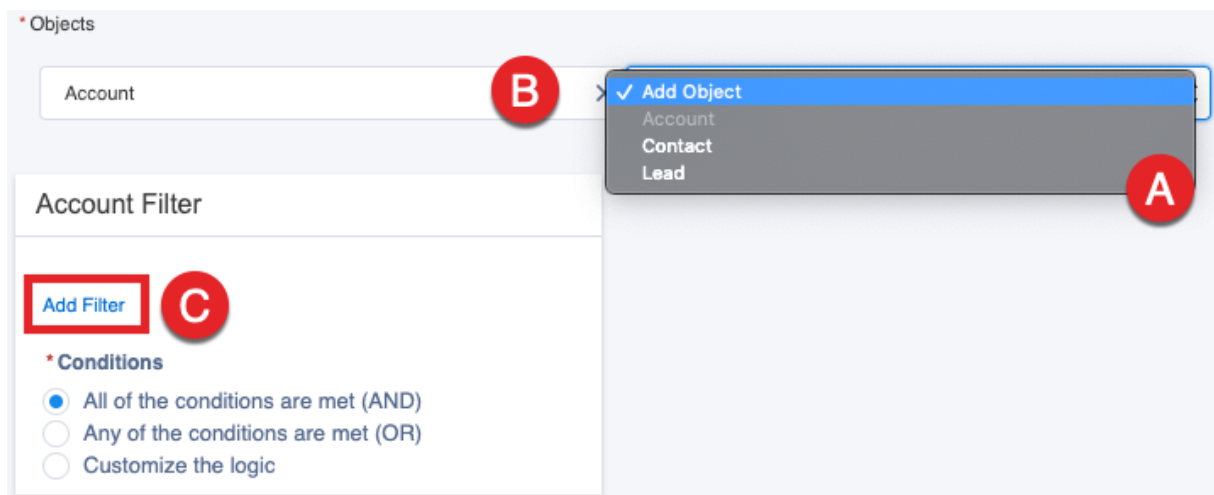 * Objects
Account
B
✓ Add Object
Account
Contact
Lead
A
Account Filter
Add Filter
C
* Conditions
All of the conditions are met (AND)
Any of the conditions are met (OR)
Customize the logic